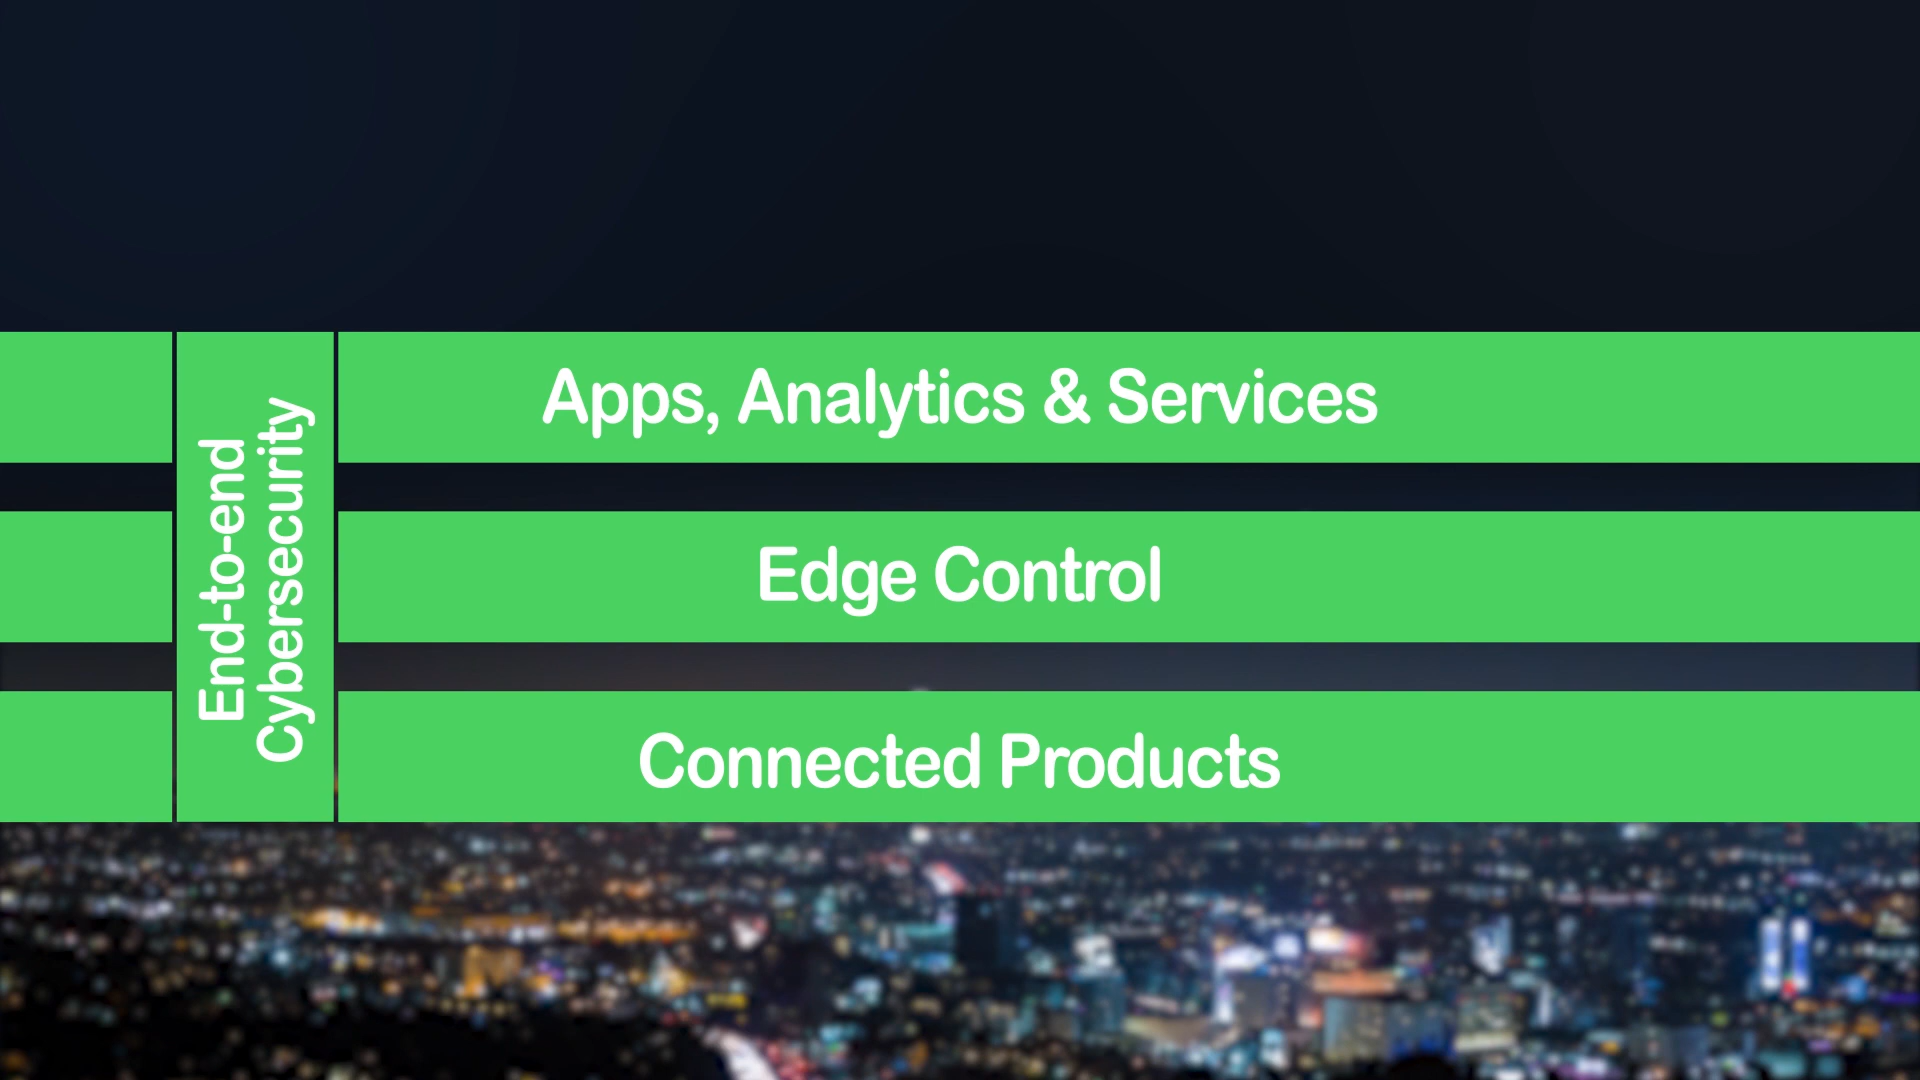 End-to-end
Cybersecurity
Apps, Analytics & Services
Edge Control
Connected Products